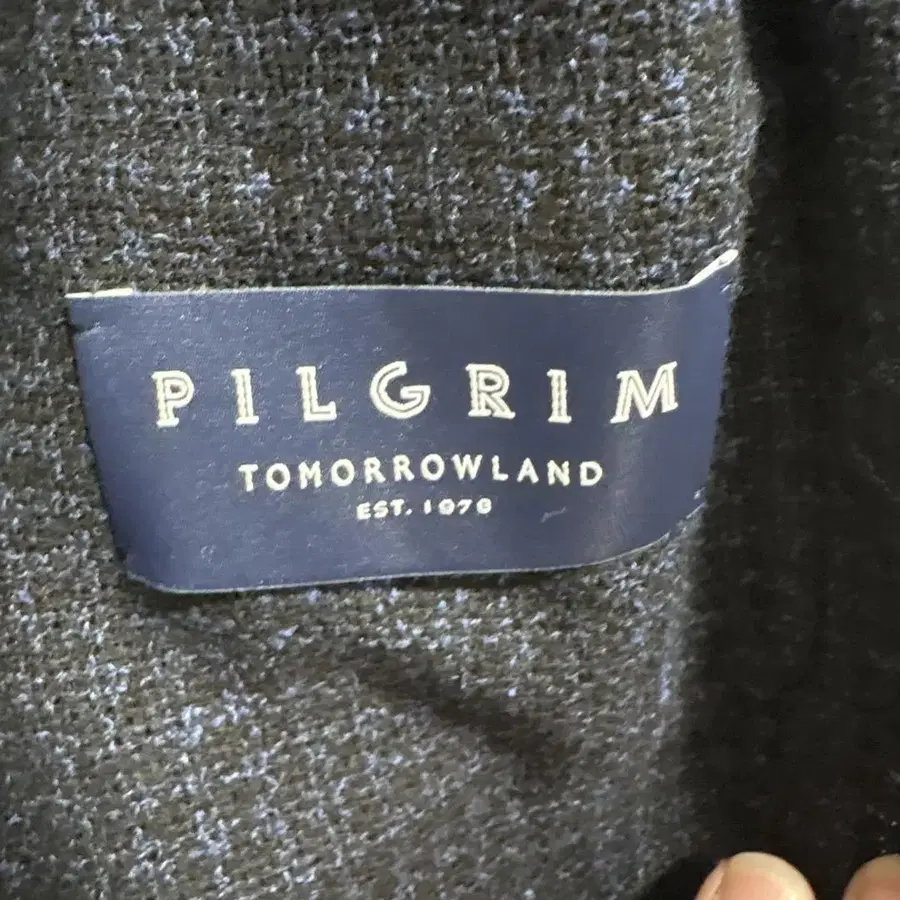 PILGRIM
TOMORROWLAND
EST. 1978